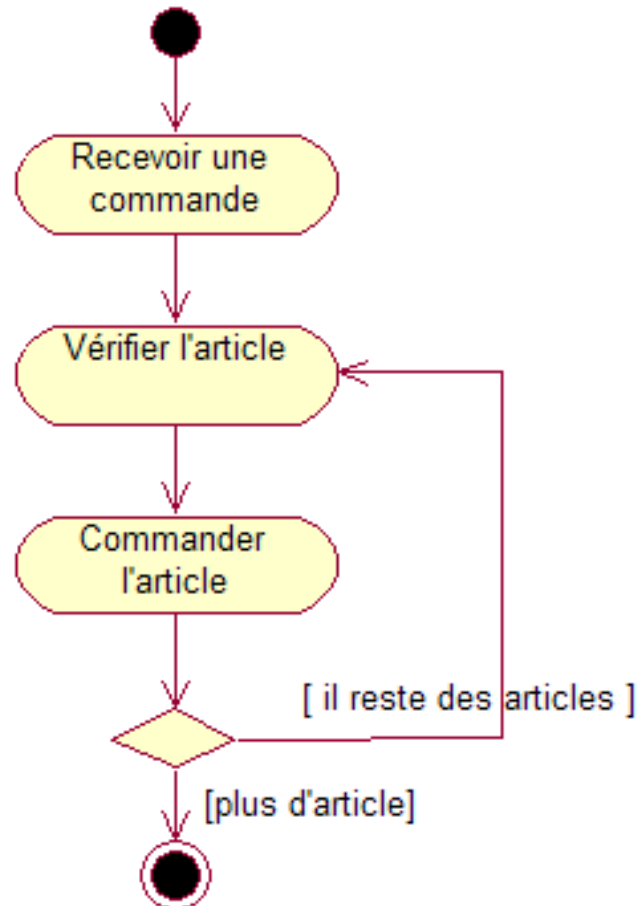 Recevoir une
commande
Vérifier l'article
Commander
l'article
[ il reste des articles ]
[plus d'article]